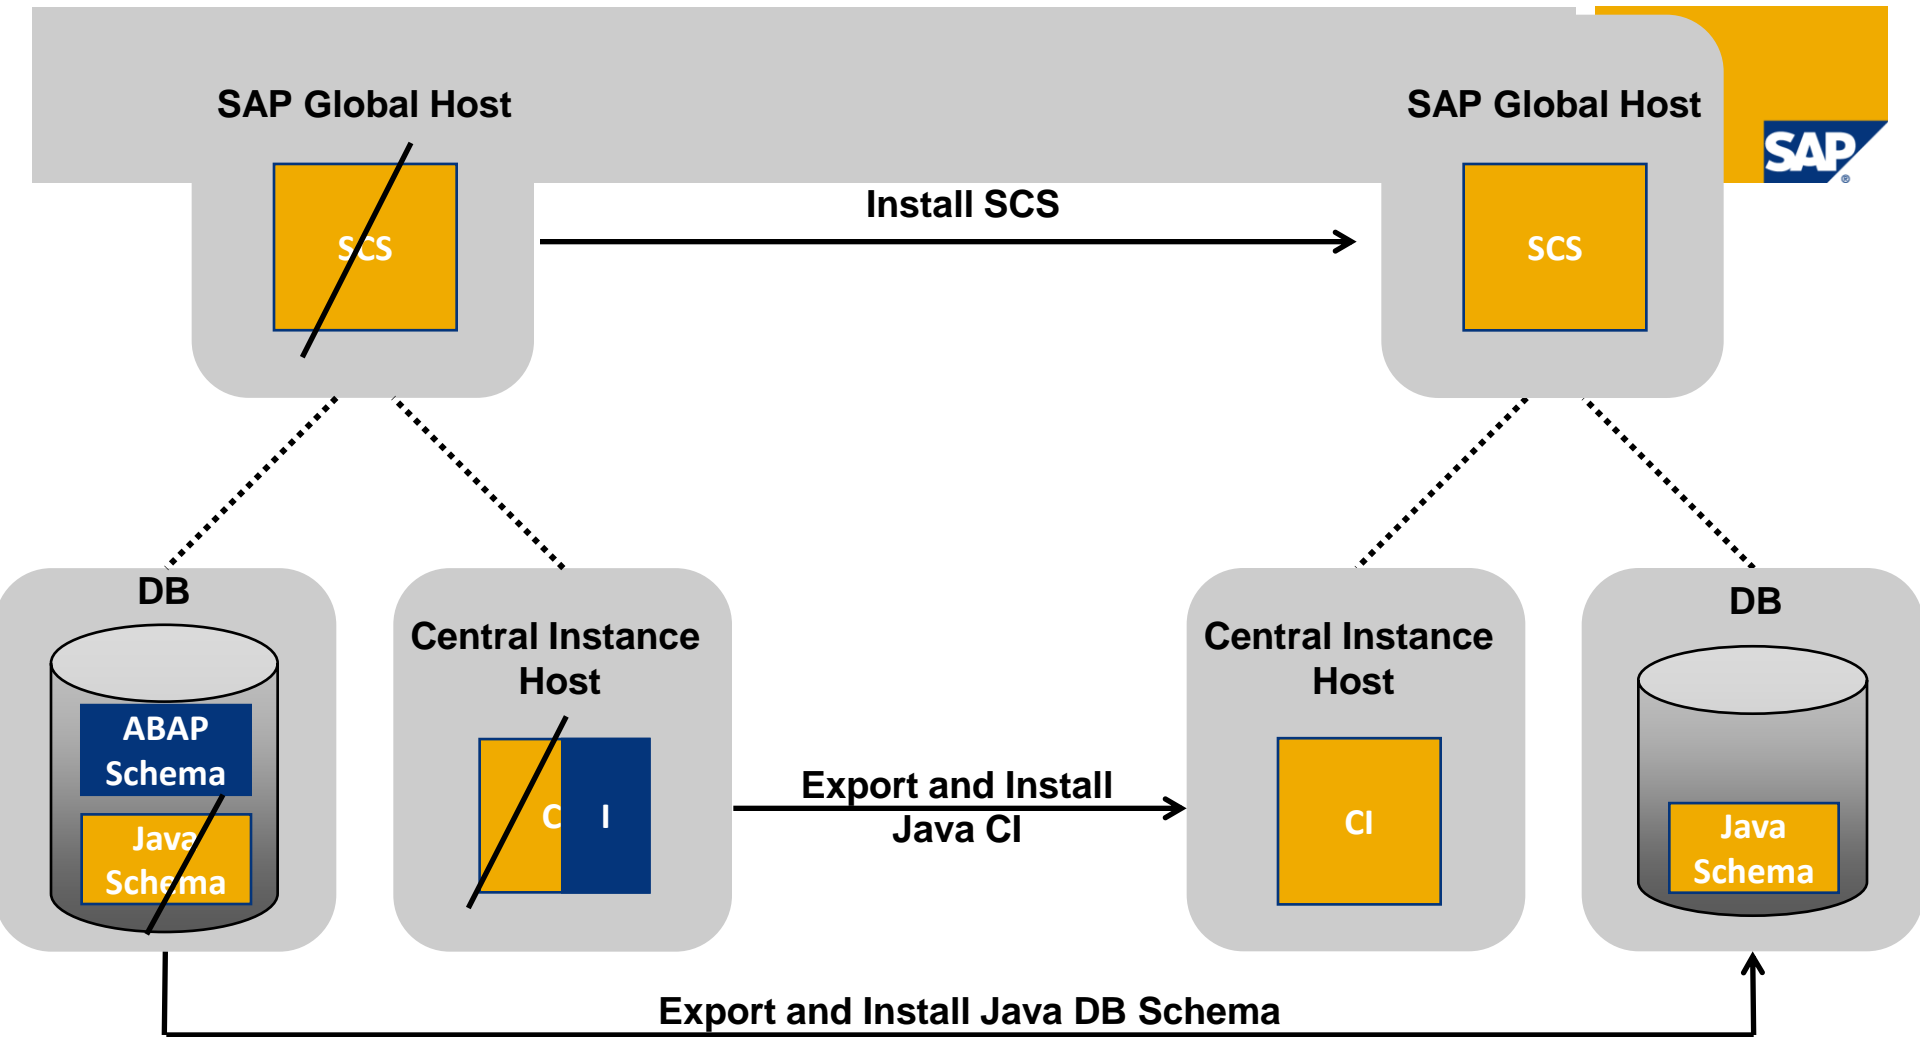 SAP Global Host
SAP Global Host
SAP
®
Install SCS
SCS
SCS
DB
DB
Central Instance
Host
Central Instance
Host
ABAP
Schema
Java
Schema
C I
Export and Install
Java CI
CI
Java
Schema
Export and Install Java DB Schema